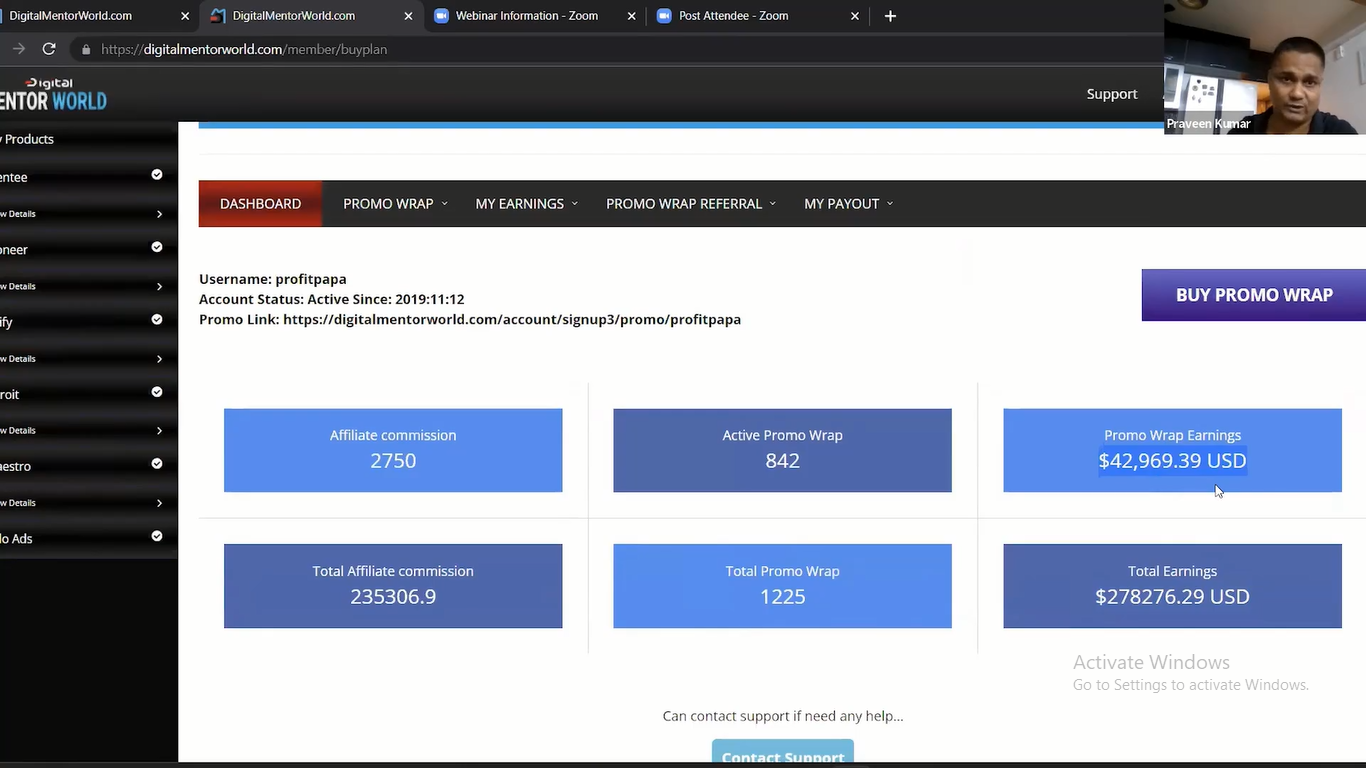 DigitalMentorWorld.com
DigitalMentorWorld.com
Webinar Information - Zoom
Post Attendee - Zoom
https://digitalmentorworld.com/member/buyplan
Digital
ENTOR WORLD
Support
Praveen Kumar
y Products
entee
w Details
oneer
w Details
ify
w Details
roit
w Details
aestro
w Details
lo Ads
DASHBOARD
PROMO WRAP
MY EARNINGS
PROMO WRAP REFERRAL
MY PAYOUT
Username: profitpapa
Account Status: Active Since: 2019:11:12
Promo Link: https://digitalmentorworld.com/account/signup3/promo/profitpapa
BUY PROMO WRAP
Affiliate commission
2750
Active Promo Wrap
842
Promo Wrap Earnings
$42,969.39 USD
Total Affiliate commission
235306.9
Total Promo Wrap
1225
Total Earnings
$278276.29 USD
Activate Windows
Go to Settings to activate Windows.
Can contact support if need any help...
Contact Support